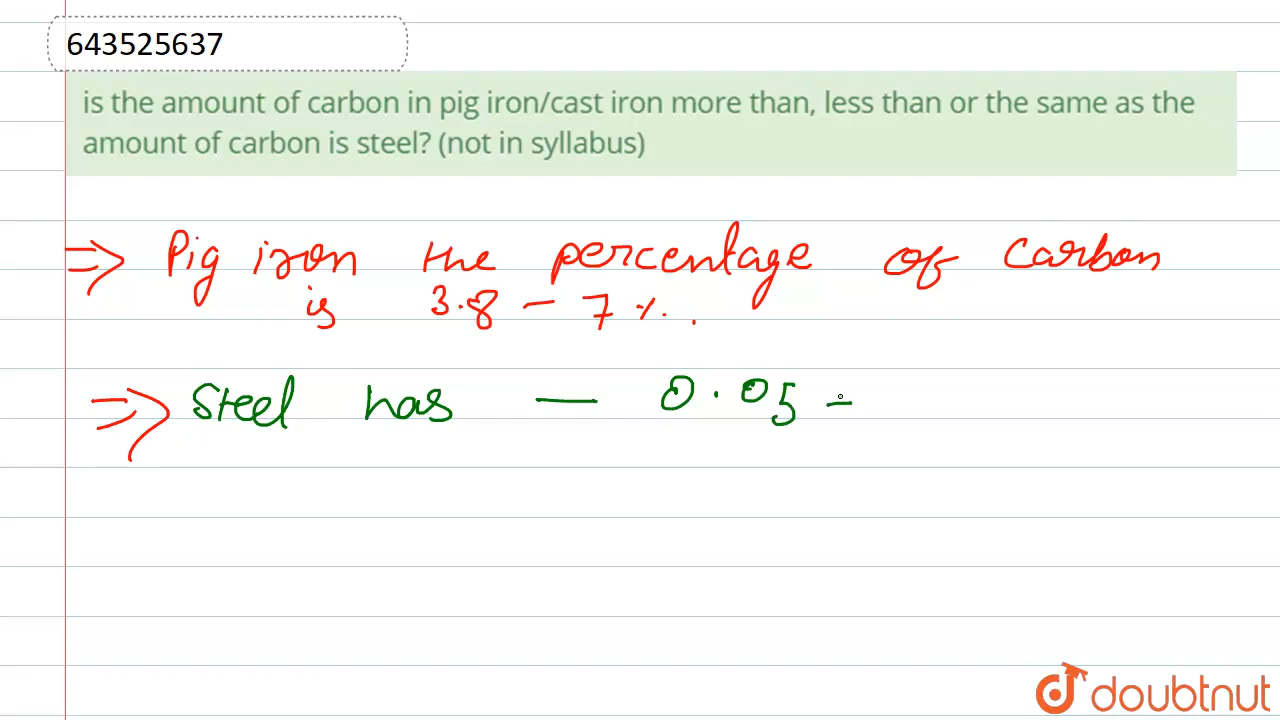 643525637
is the amount of carbon in pig iron/cast iron more than, less than or the same as the
amount of carbon is steel? (not in syllabus)
⇒ Pig iron the percentage of carbon
is 3.8 - 7 %.
⇒ Steel has — 0.05 -
doubtnut